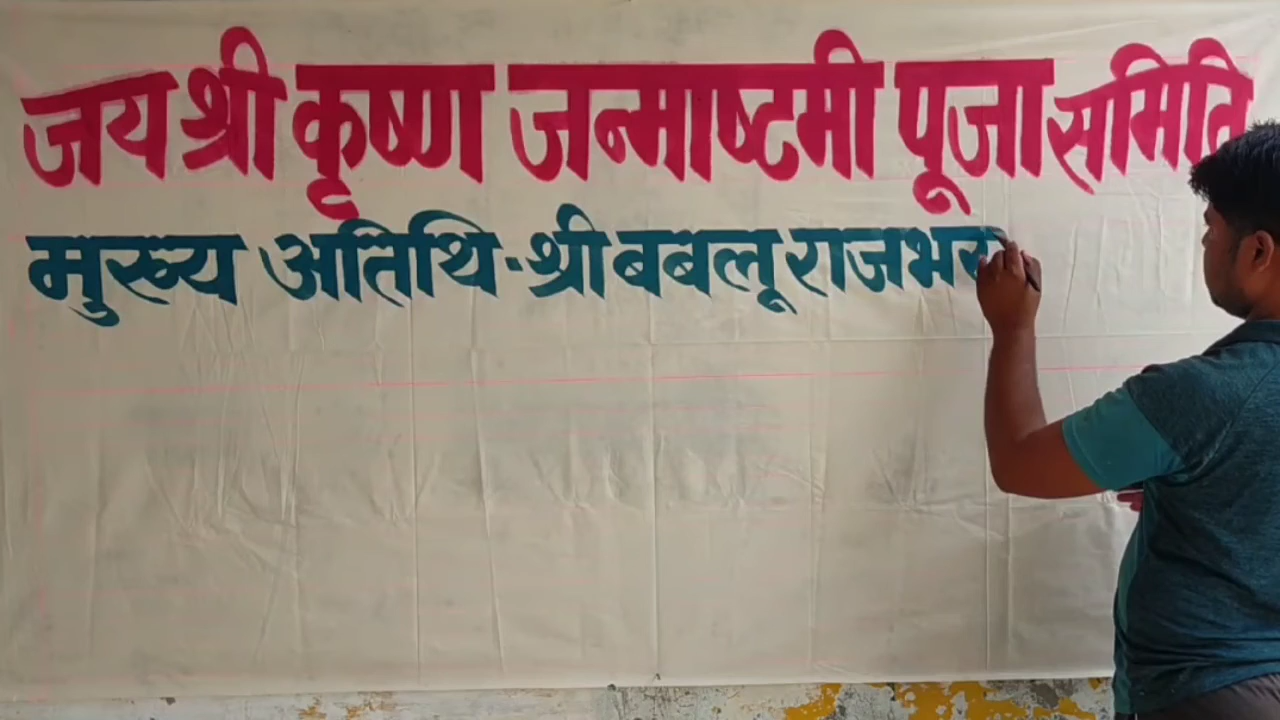 जय श्री कृष्ण जन्माष्टमी पूजा समिति
मुख्य अतिथि - श्री बबलू राजभर